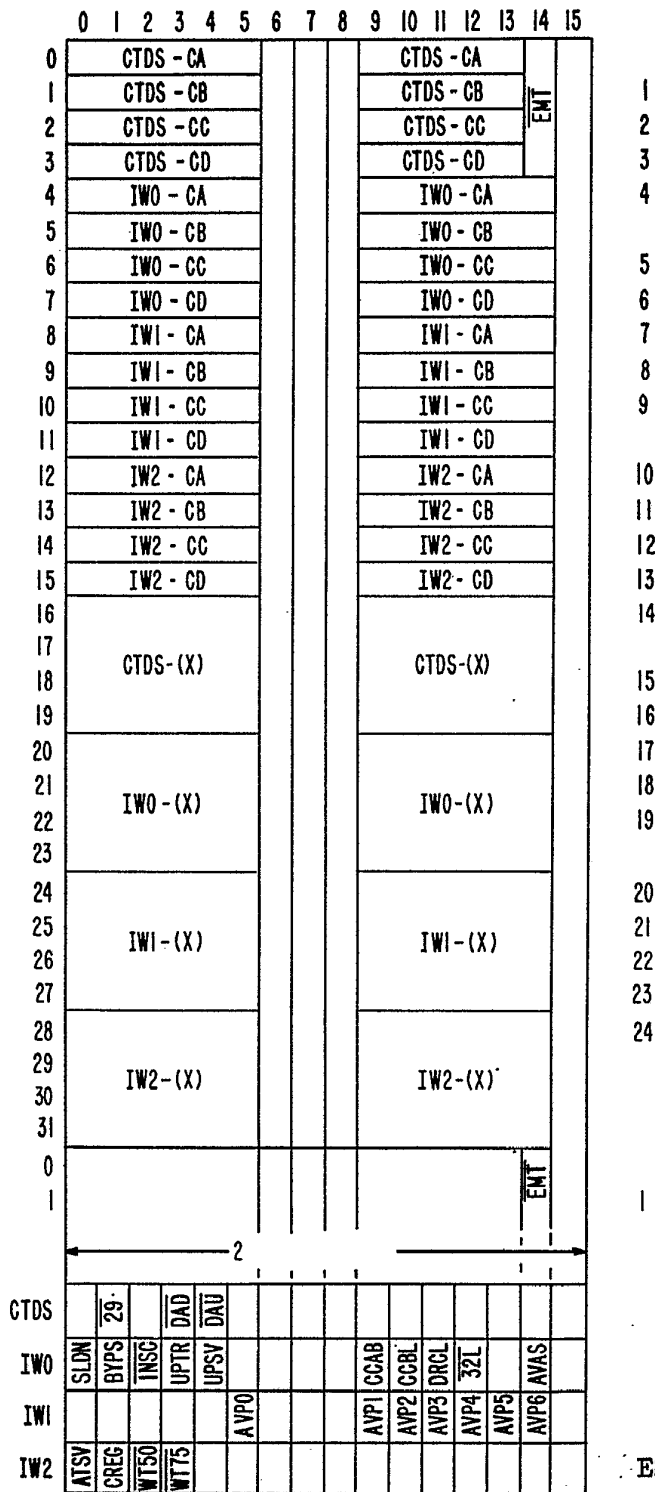 0 1 2 3 4 5 6 7 8 9 10 11 12 13 14 15
0 CTDS - CA CTDS - CA
1 CTDS - CB CTDS - CB EMT 1
2 CTDS - CC CTDS - CC 2
3 CTDS - CD CTDS - CD 3
4 IW0 - CA IW0 - CA 4
5 IW0 - CB IW0 - CB
6 IW0 - CC IW0 - CC 5
7 IW0 - CD IW0 - CD 6
8 IW1 - CA IW1 - CA 7
9 IW1 - CB IW1 - CB 8
10 IW1 - CC IW1 - CC 9
11 IW1 - CD IW1 - CD
12 IW2 - CA IW2 - CA 10
13 IW2 - CB IW2 - CB 11
14 IW2 - CC IW2 - CC 12
15 IW2 - CD IW2 - CD 13
16 14
17 CTDS-(X) CTDS-(X)
18 15
19 16
20 17
21 IW0-(X) IW0-(X) 18
22 19
23
24 20
25 IW1-(X) IW1-(X) 21
26 22
27 23
28 24
29 IW2-(X) IW2-(X)
30
31
0 EMT
1 1
2
CTDS 29 DAD DAU
IW0 SLDN BYPS INSC UPTR UPSV CCAB CCBL DRCL 32L AVAS
IW1 AVP0 AVP1 AVP2 AVP3 AVP4 AVP5 AVP6
IW2 ATSV CREG WT50 WT75 E